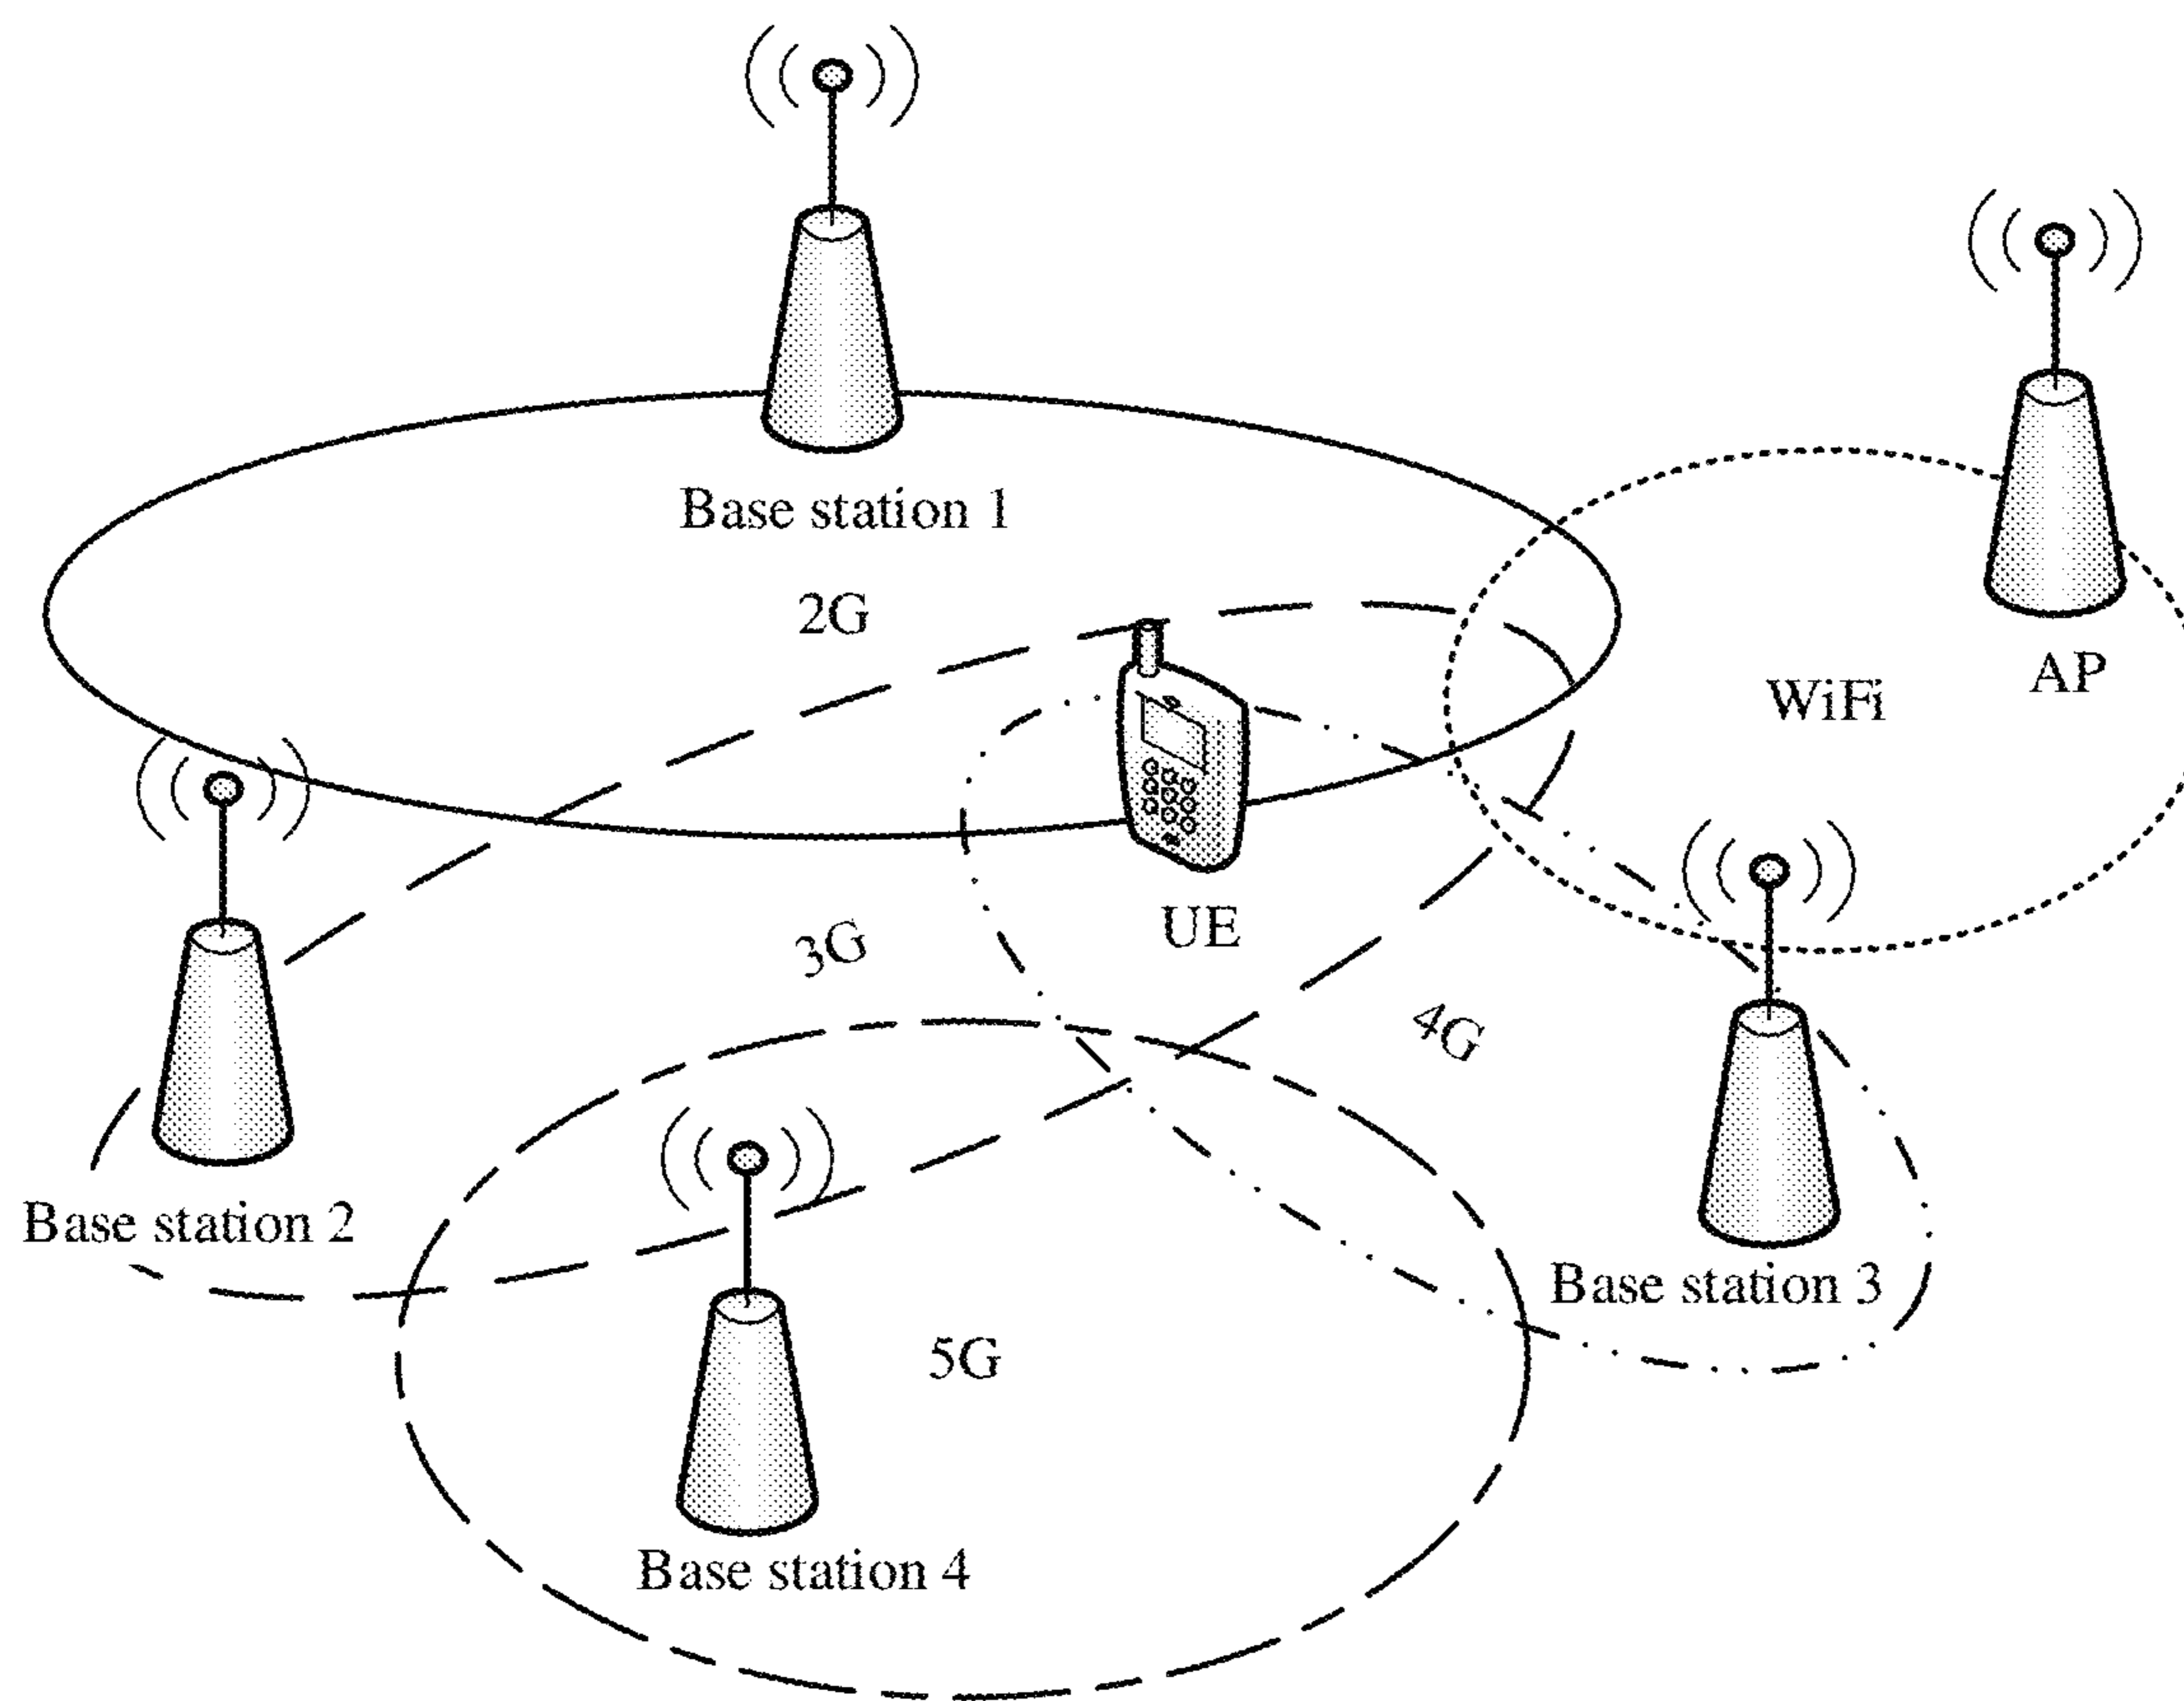 Base station 1
2G
AP
WiFi
UE
3G
4G
Base station 2
Base station 3
5G
Base station 4